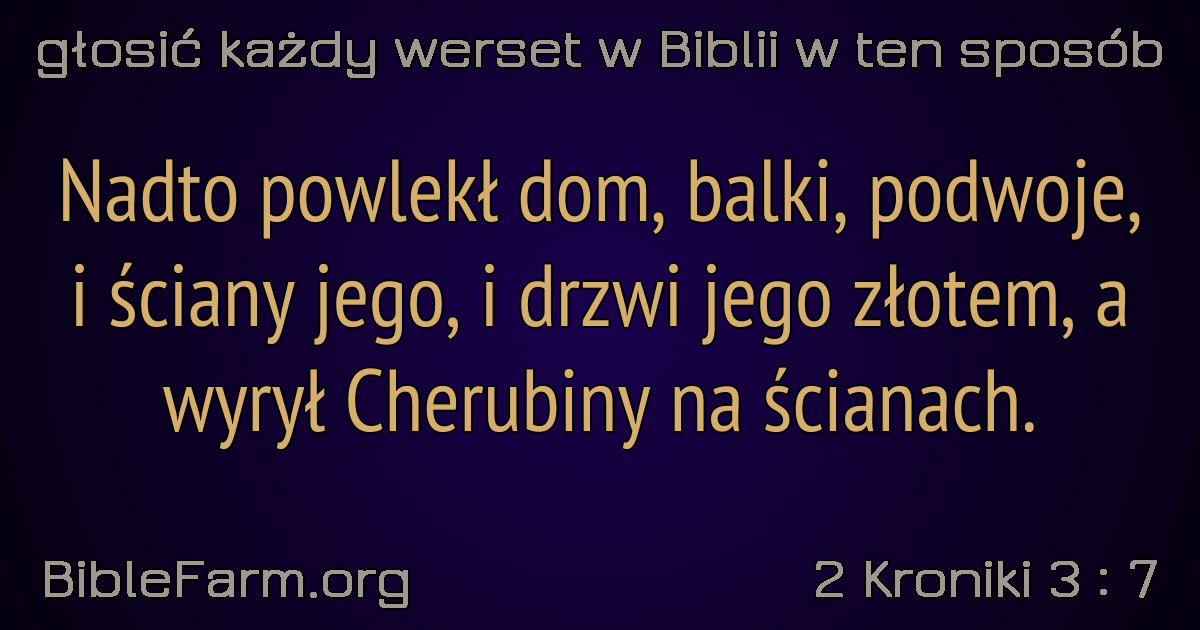 głosić każdy werset w Biblii w ten sposób
Nadto powlekł dom, balki, podwoje,
i ściany jego, i drzwi jego złotem, a
wyrył Cherubiny na ścianach.
BibleFarm.org
2 Kroniki 3 : 7